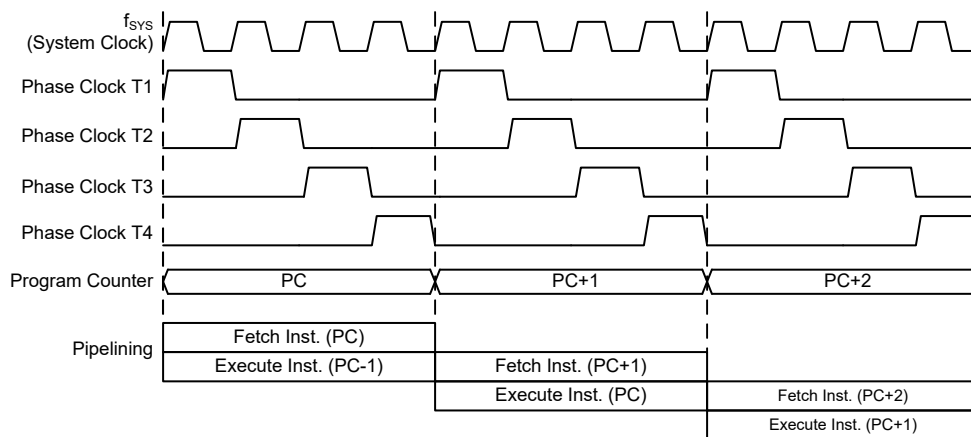 fSYS
(System Clock)
Phase Clock T1
Phase Clock T2
Phase Clock T3
Phase Clock T4
Program Counter PC PC+1 PC+2
Pipelining
Fetch Inst. (PC)
Execute Inst. (PC-1) Fetch Inst. (PC+1)
Execute Inst. (PC) Fetch Inst. (PC+2)
Execute Inst. (PC+1)